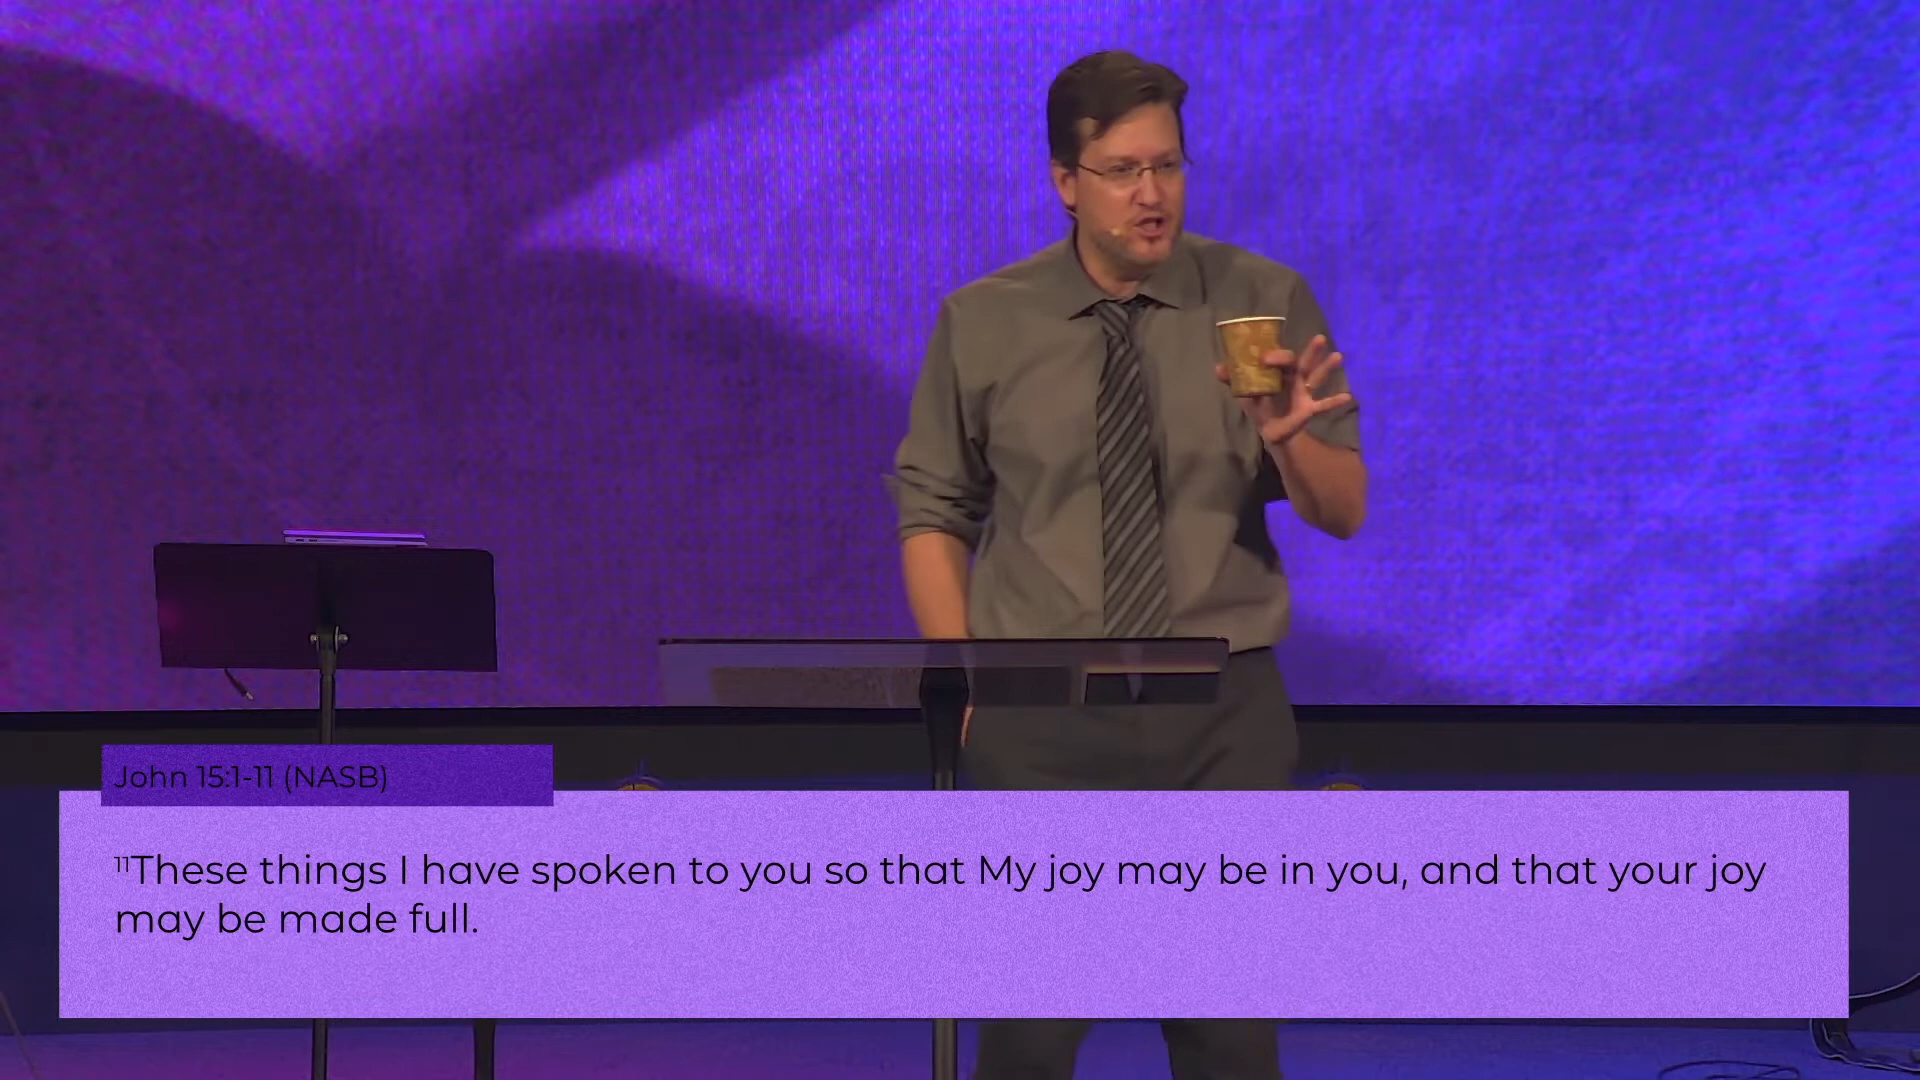 John 15:1-11 (NASB)
¹¹These things I have spoken to you so that My joy may be in you, and that your joy
may be made full.